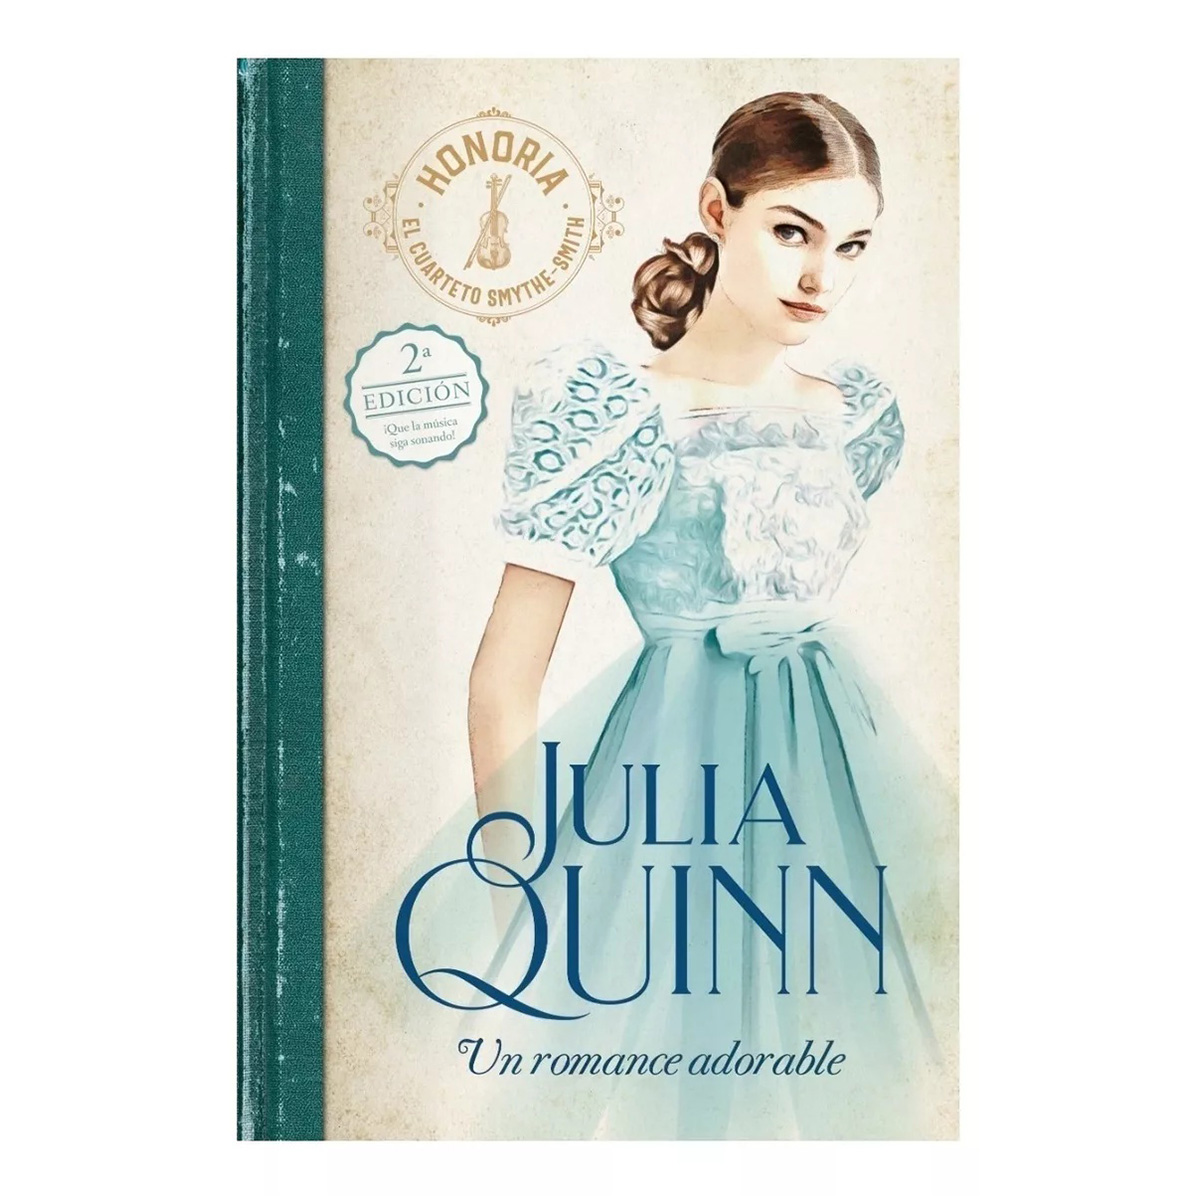 HONORIA
EL CUARTETO SMYTHE-SMITH
2ª
EDICIÓN
¡Que la música
siga sonando!
JULIA
QUINN
Un romance adorable